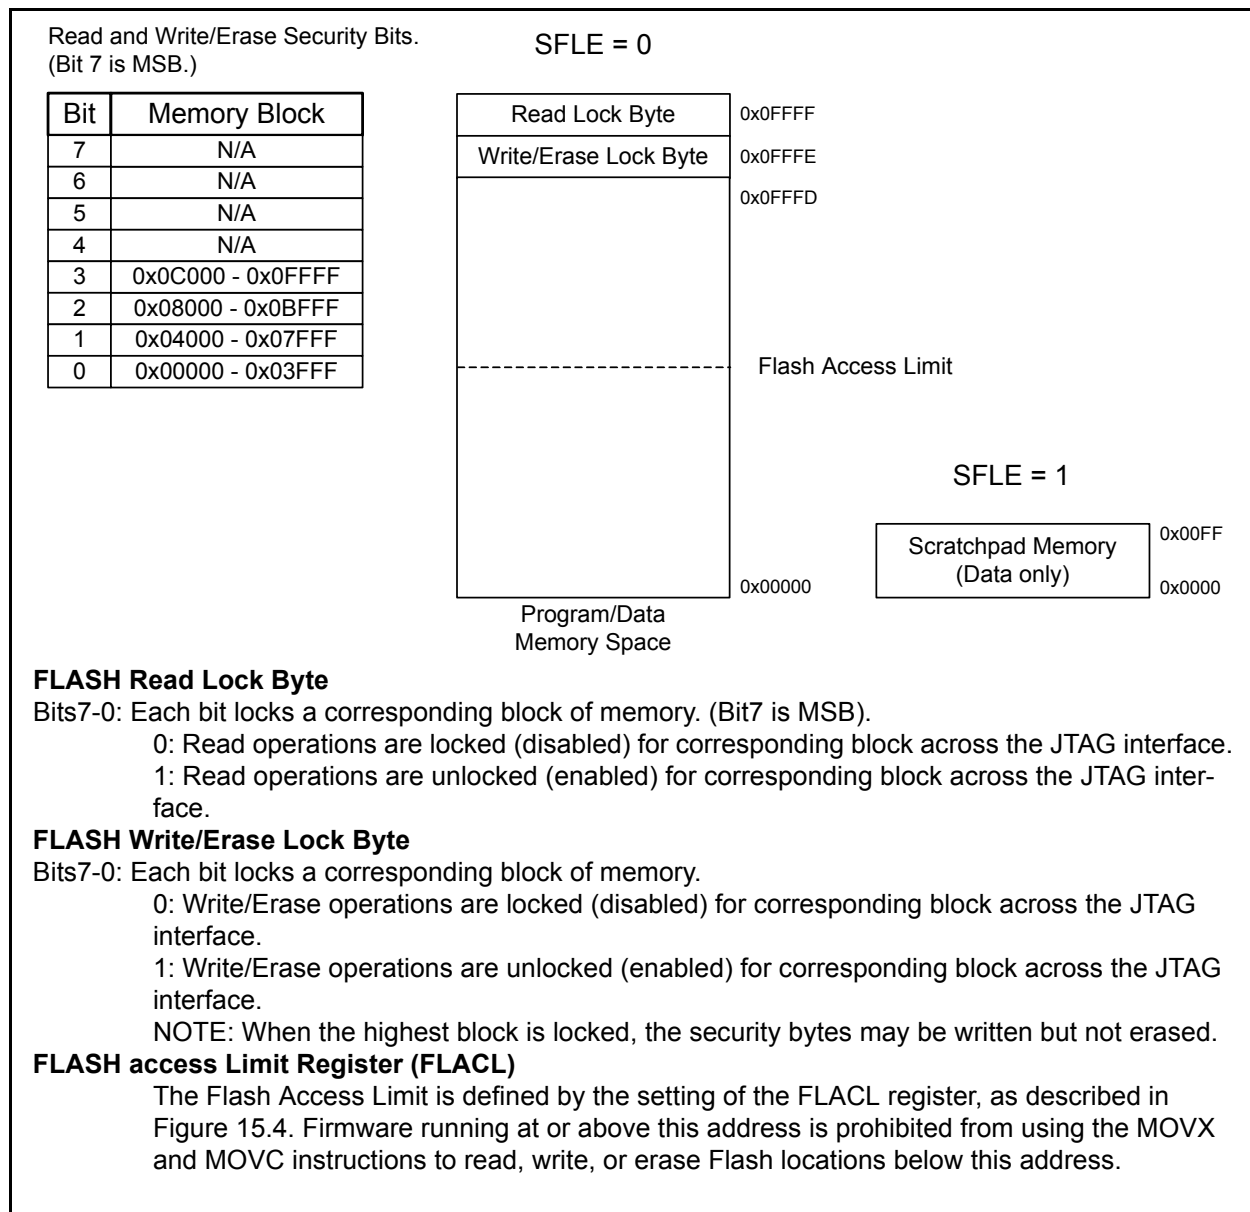 Read and Write/Erase Security Bits.
(Bit 7 is MSB.)
SFLE = 0
Bit Memory Block
7 N/A
6 N/A
5 N/A
4 N/A
3 0x0C000 - 0x0FFFF
2 0x08000 - 0x0BFFF
1 0x04000 - 0x07FFF
0 0x00000 - 0x03FFF
Read Lock Byte 0x0FFFF
Write/Erase Lock Byte 0x0FFFE
0x0FFFD
Flash Access Limit
0x00000
Program/Data
Memory Space
SFLE = 1
Scratchpad Memory
(Data only)
0x00FF
0x0000
FLASH Read Lock Byte
Bits7-0: Each bit locks a corresponding block of memory. (Bit7 is MSB).
0: Read operations are locked (disabled) for corresponding block across the JTAG interface.
1: Read operations are unlocked (enabled) for corresponding block across the JTAG inter-
face.
FLASH Write/Erase Lock Byte
Bits7-0: Each bit locks a corresponding block of memory.
0: Write/Erase operations are locked (disabled) for corresponding block across the JTAG
interface.
1: Write/Erase operations are unlocked (enabled) for corresponding block across the JTAG
interface.
NOTE: When the highest block is locked, the security bytes may be written but not erased.
FLASH access Limit Register (FLACL)
The Flash Access Limit is defined by the setting of the FLACL register, as described in
Figure 15.4. Firmware running at or above this address is prohibited from using the MOVX
and MOVC instructions to read, write, or erase Flash locations below this address.